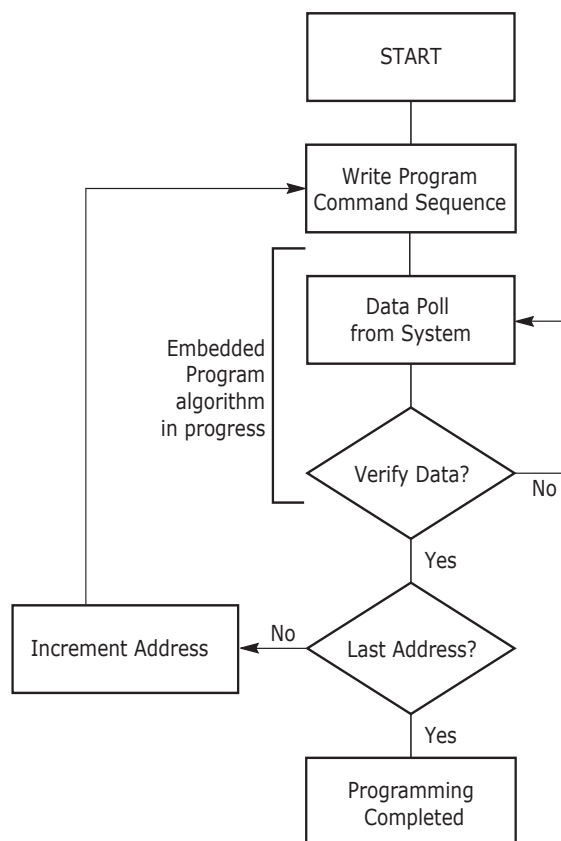 START
Write Program
Command Sequence
Data Poll
from System
Embedded
Program
algorithm
in progress
Verify Data?
No
Yes
Increment Address
No
Last Address?
Yes
Programming
Completed